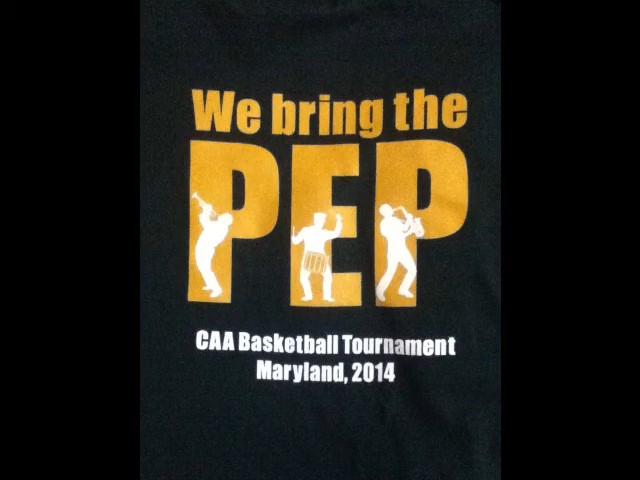 We bring the
PEP
CAA Basketball Tournament
Maryland, 2014